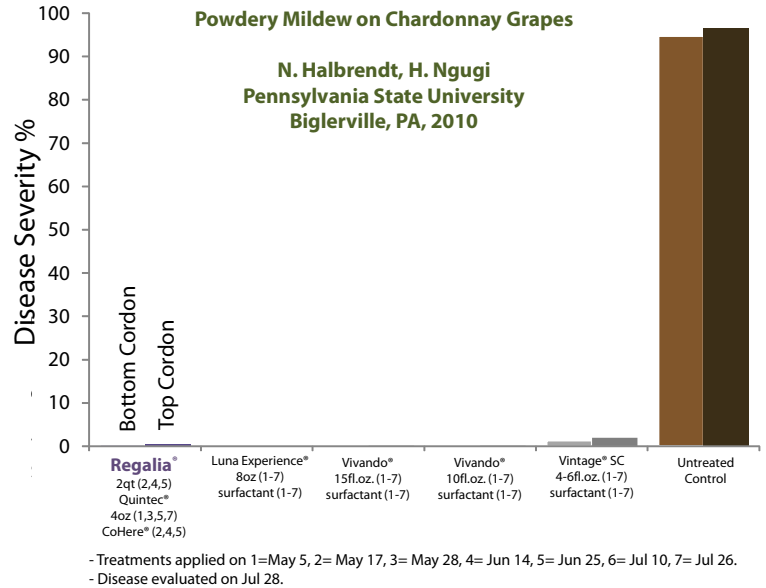 Powdery Mildew on Chardonnay Grapes
N. Halbrendt, H. Ngugi
Pennsylvania State University
Biglerville, PA, 2010
Disease Severity %
100
90
80
70
60
50
40
30
20
10
0
Bottom Cordon
Top Cordon
Regalia®
2qt (2,4,5)
Quintec®
4oz (1,3,5,7)
CoHere® (2,4,5)
Luna Experience®
8oz (1-7)
surfactant (1-7)
Vivando®
15fl.oz. (1-7)
surfactant (1-7)
Vivando®
10fl.oz. (1-7)
surfactant (1-7)
Vintage® SC
4-6fl.oz. (1-7)
surfactant (1-7)
Untreated
Control
- Treatments applied on 1=May 5, 2= May 17, 3= May 28, 4= Jun 14, 5= Jun 25, 6= Jul 10, 7= Jul 26.
- Disease evaluated on Jul 28.